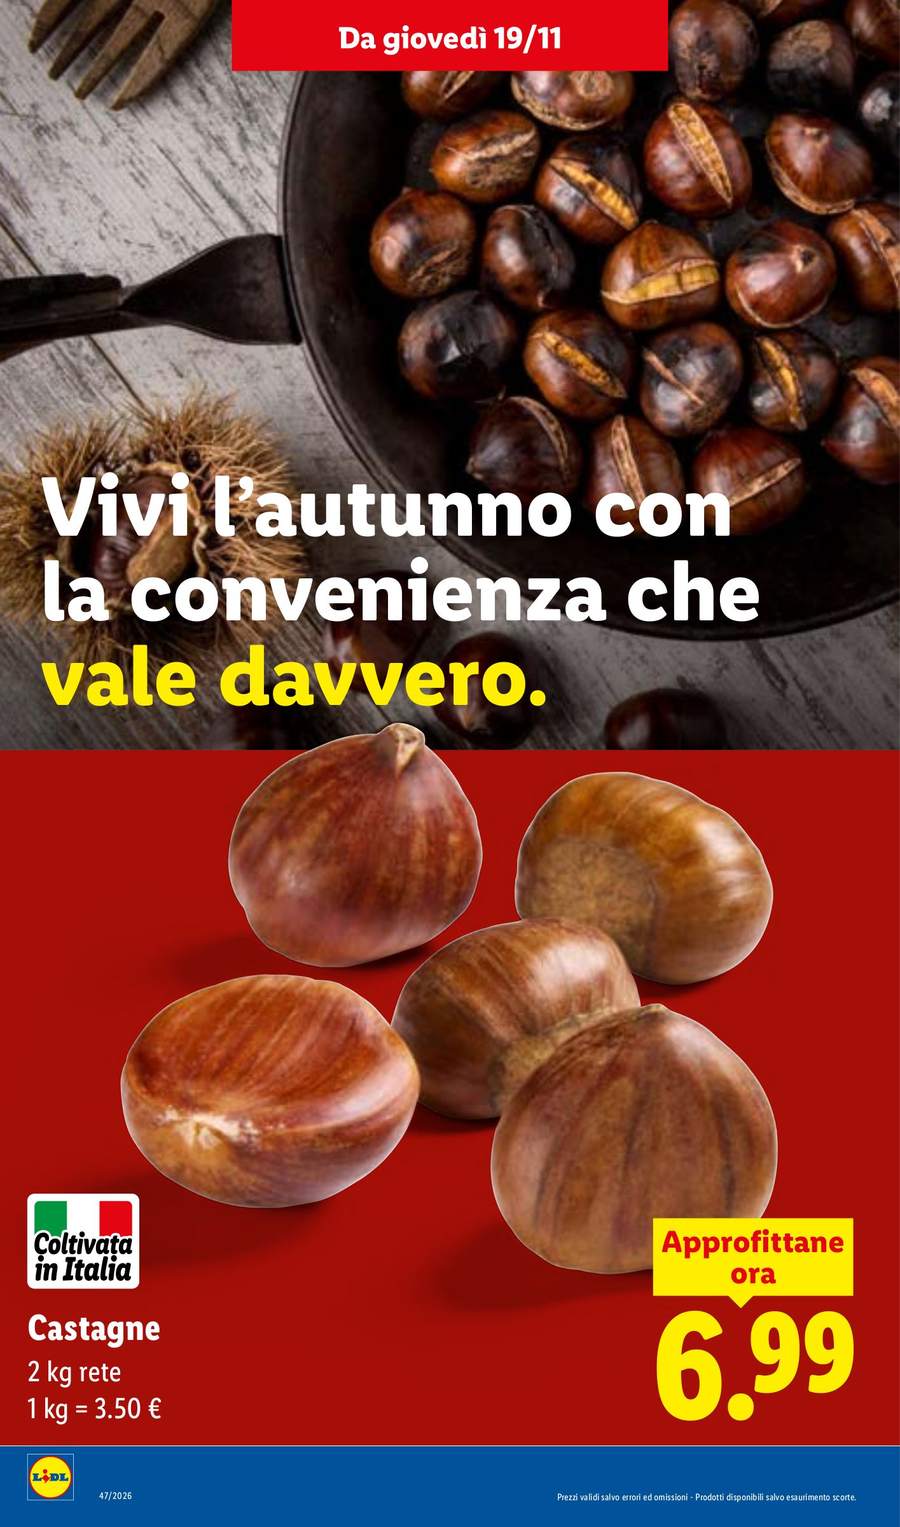 Da giovedì 19/11
Vivi l'autunno con
la convenienza che
vale davvero.
Coltivata
in Italia
Castagne
2 kg rete
1 kg = 3.50 €
Approfittane
ora
6.99
LIDL
47/2026
Prezzi validi salvo errori ed omissioni - Prodotti disponibili salvo esaurimento scorte.